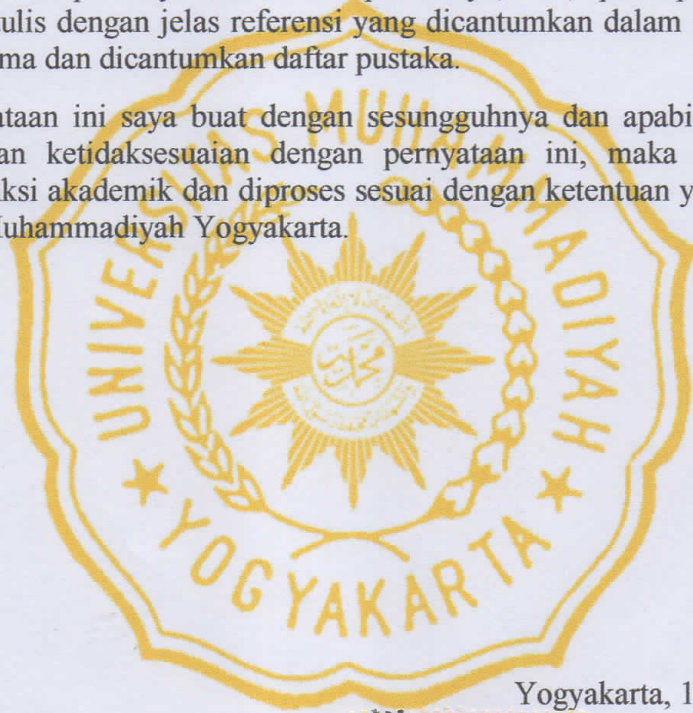 ulis dengan jelas referensi yang dicantumkan dalam
ma dan dicantumkan daftar pustaka.
ataan ini saya buat dengan sesungguhnya dan apabi
an ketidaksesuaian dengan pernyataan ini, maka
ksi akademik dan diproses sesuai dengan ketentuan y
Muhammadiyah Yogyakarta.
UNIVERSITAS MUHAMMADIYAH
YOGYAKARTA
Yogyakarta, 1